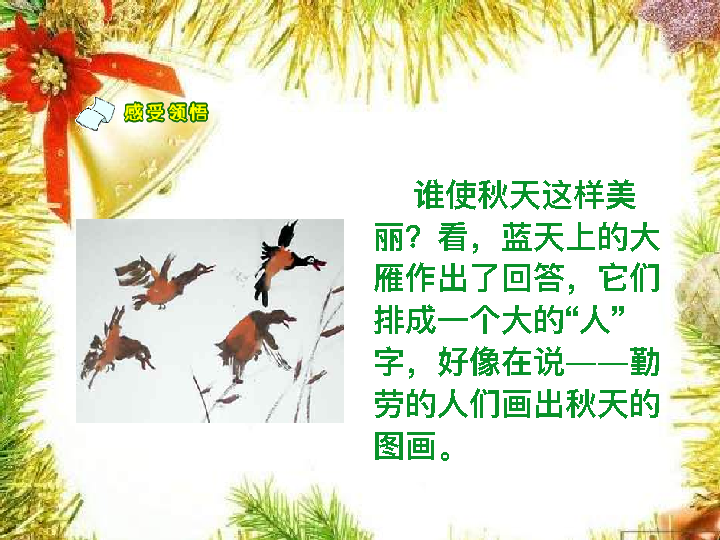 感受领悟
谁使秋天这样美
丽？看，蓝天上的大
雁作出了回答，它们
排成一个大的“人”
字，好像在说——勤
劳的人们画出秋天的
图画。